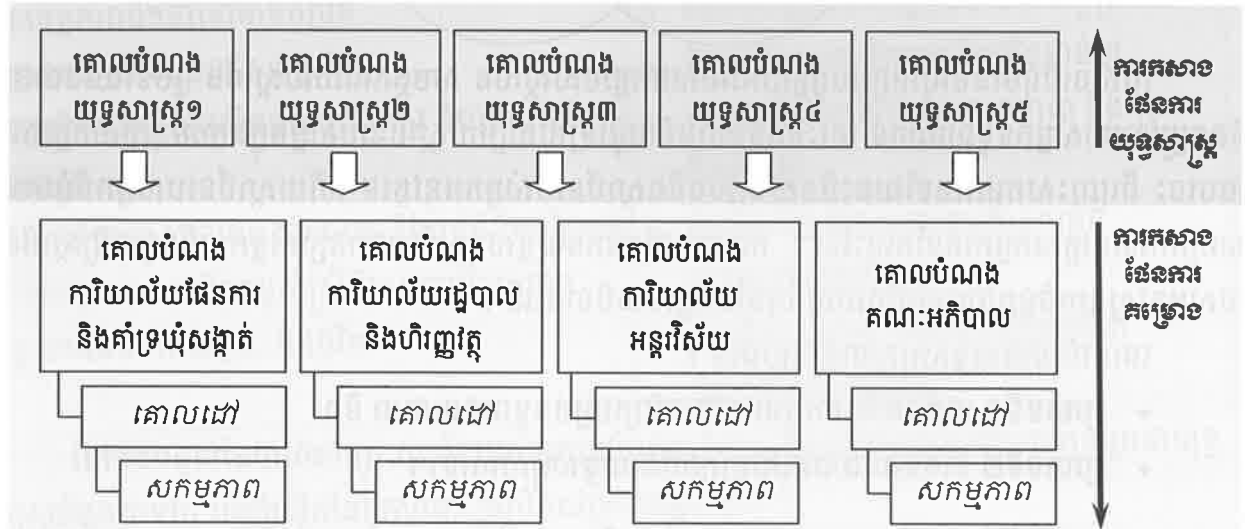 គោលបំណង
យុទ្ធសាស្ត្រ១
គោលបំណង
យុទ្ធសាស្ត្រ២
គោលបំណង
យុទ្ធសាស្ត្រ៣
គោលបំណង
យុទ្ធសាស្ត្រ៤
គោលបំណង
យុទ្ធសាស្ត្រ៥
ការកសាង
ផែនការ
យុទ្ធសាស្ត្រ
គោលបំណង
ការិយាល័យផែនការ
និងគាំទ្រឃុំសង្កាត់
គោលបំណង
ការិយាល័យរដ្ឋបាល
និងហិរញ្ញវត្ថុ
គោលបំណង
ការិយាល័យ
អន្តរវិស័យ
គោលបំណង
គណៈអភិបាល
ការកសាង
ផែនការ
គម្រោង
គោលដៅ
គោលដៅ
គោលដៅ
គោលដៅ
សកម្មភាព
សកម្មភាព
សកម្មភាព
សកម្មភាព